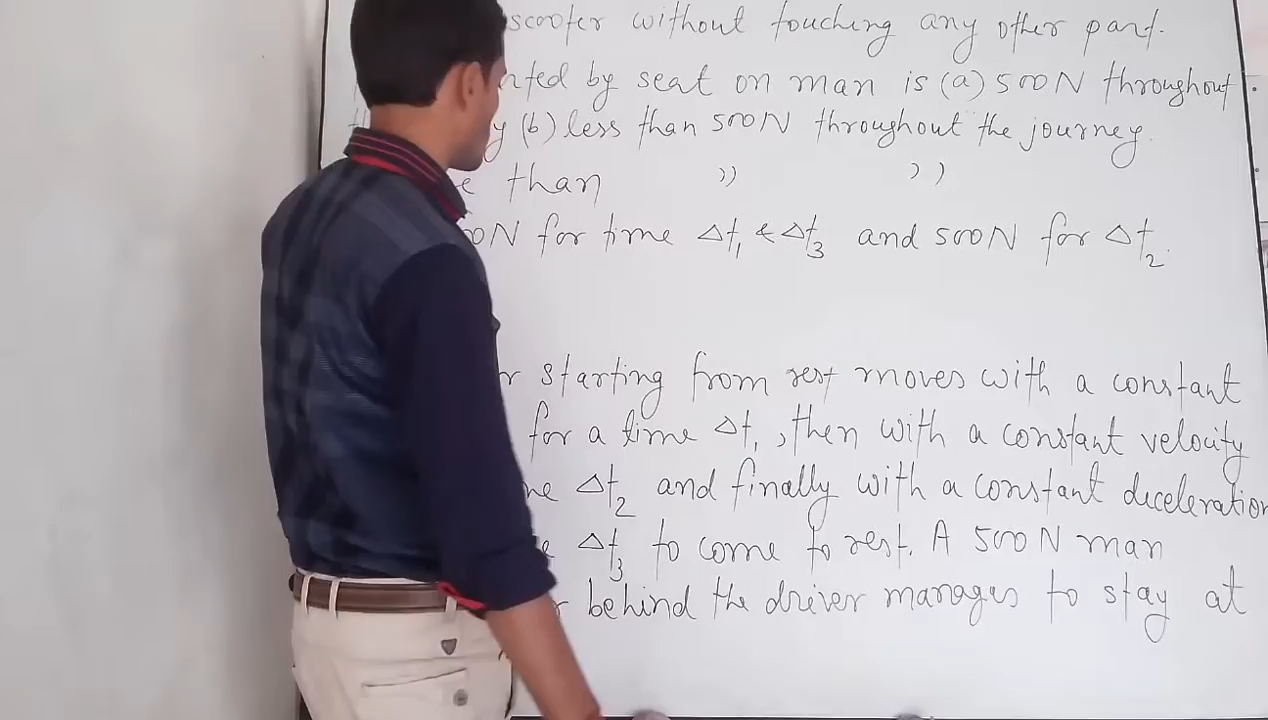 scooter without touching any other part.
by seat on man is (a) 500N throughout
(b) less than 500N throughout the journey.
than ,, ,,
for time Δt₁ & Δt₃ and 500N for Δt₂.
starting from rest moves with a constant
for a time Δt₁, then with a constant velocity
Δt₂ and finally with a constant deceleration
Δt₃ to come to rest. A 500N man
behind the driver manages to stay at